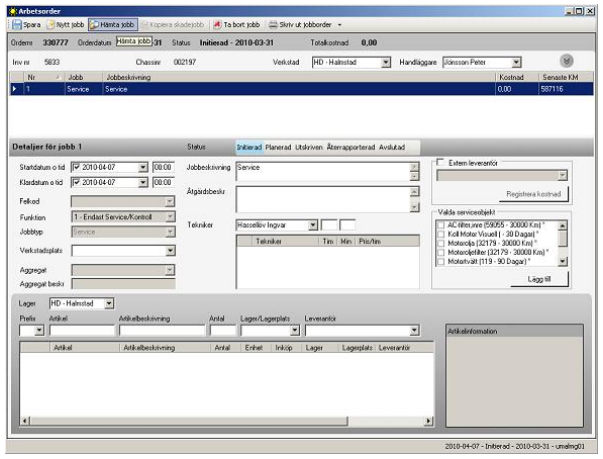 Arbetsorder
Spara Nytt jobb Hämta jobb Kopiera skadejobb Ta bort jobb Skriv ut joborder
Ordernr 330777 Orderdatum Hämta jobb -31 Status Initierad - 2010-03-31 Totalkostnad 0,00
Inv nr 5833 Chassinr 002197 Verkstad HD - Halmstad Handläggare Jönsson Peter
Nr Jobb Jobbeskrivning Kostnad Senaste KM
1 Service Service 0,00 587116
Detaljer för jobb 1 Status Initierad Planerad Utskriven Återrapporterad Avslutad
Startdatum o tid 2010-04-07 00:00 Jobbeskrivning Service Extern leverantör
Klardatum o tid 2010-04-07 00:00
Felkod Åtgärdsbeskr Registrera kostnad
Funktion 1 - Endast Service/Kontroll Valda serviceobjekt
Jobbtyp Service Tekniker Hasselöv Ingvar AC filter,inre (59055 - 30000 Km) *
Koll Motor Visuell ( - 30 Dagar) *
Verkstadsplats Tekniker Tim Min Pris/tim Motorolja (32179 - 30000 Km) *
Motoroljefilter (32179 - 30000 Km) *
Motortvätt (119 - 90 Dagar) *
Aggregat
Aggregat beskr Lägg till
Lager HD - Halmstad
Prefix Artikel Artikelbeskrivning Antal Lager/Lagerplats Leverantör
Artikelinformation
Artikel Artikelbeskrivning Antal Enhet Inköp Lager Lagerplats Leverantör
2010-04-07 - Initierad - 2010-03-31 - umalmg01